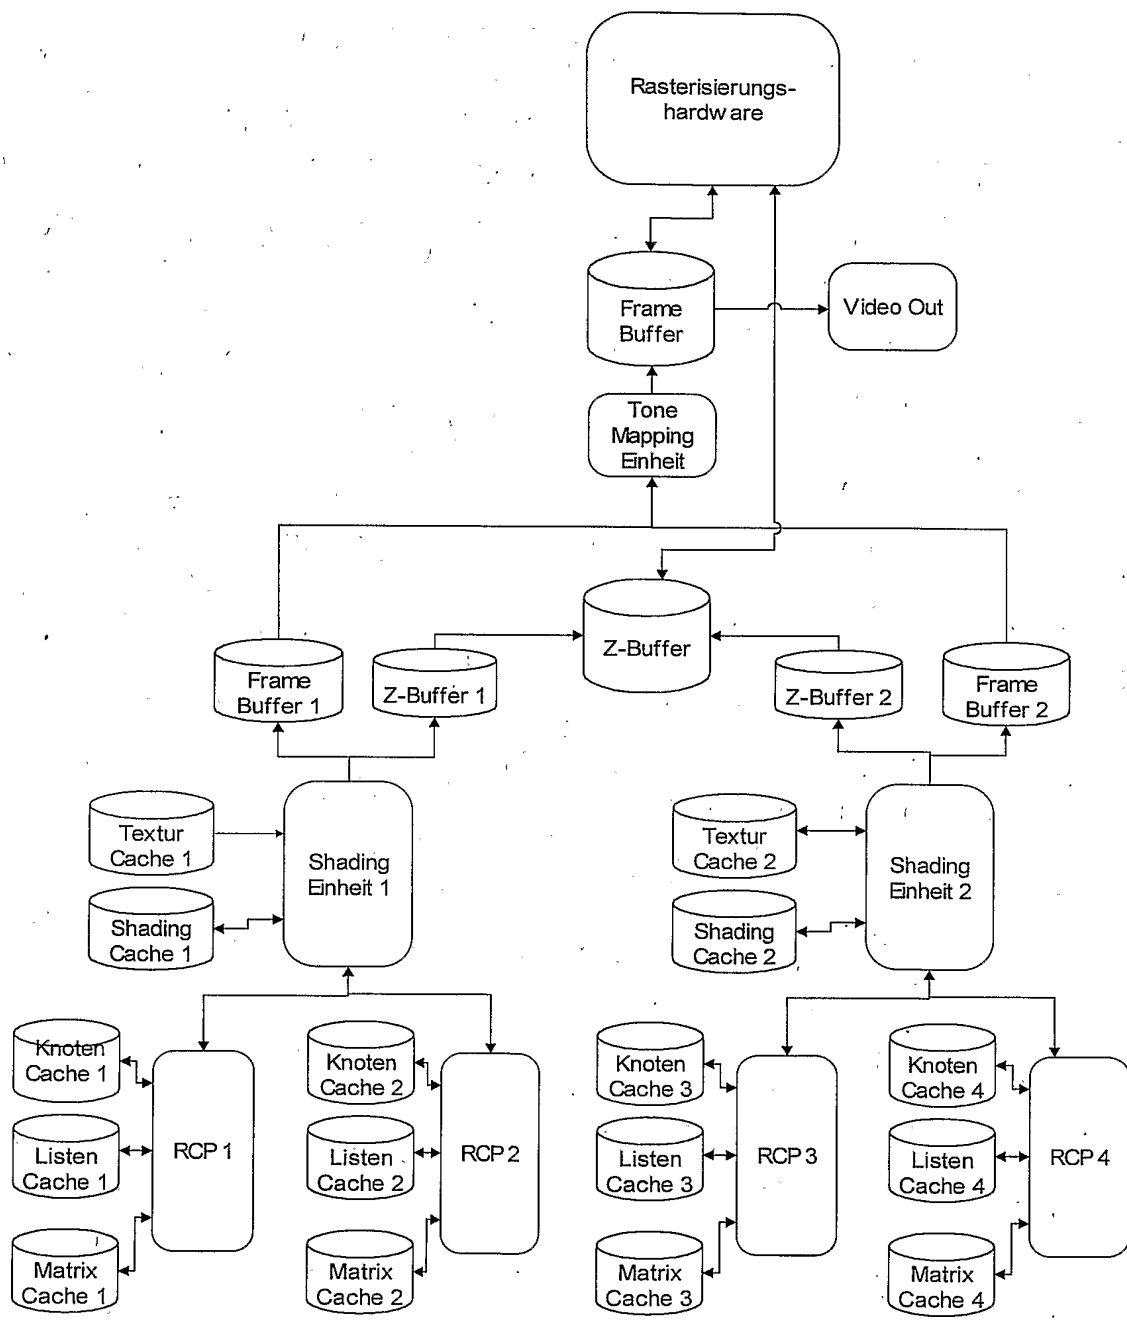 Rasterisierungs-
hardware
Frame
Buffer
Video Out
Tone
Mapping
Einheit
Z-Buffer
Frame
Buffer 1
Z-Buffer 1
Z-Buffer 2
Frame
Buffer 2
Textur
Cache 1
Shading
Einheit 1
Shading
Cache 1
Textur
Cache 2
Shading
Einheit 2
Shading
Cache 2
Knoten
Cache 1
Listen
Cache 1
Matrix
Cache 1
RCP 1
Knoten
Cache 2
Listen
Cache 2
Matrix
Cache 2
RCP 2
Knoten
Cache 3
Listen
Cache 3
Matrix
Cache 3
RCP 3
Knoten
Cache 4
Listen
Cache 4
Matrix
Cache 4
RCP 4